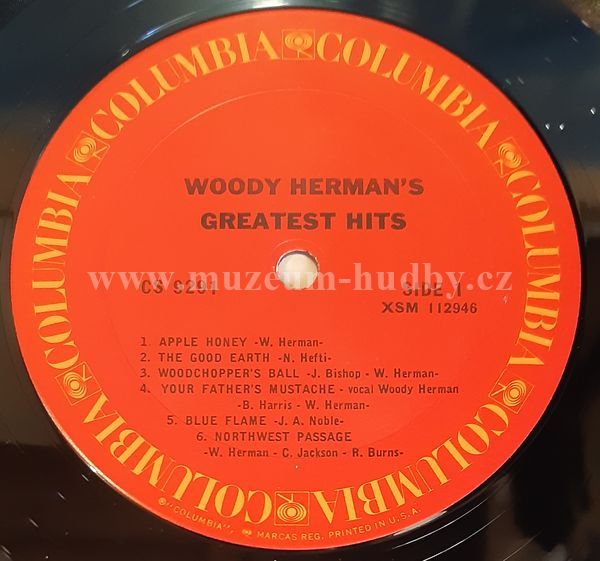 COLUMBIA COLUMBIA COLUMBIA COLUMBIA COLUMBIA COLUMBIA
WOODY HERMAN'S
GREATEST HITS
www.muzeum-hudby.cz
CS 9291 SIDE 1
XSM 112946
1. APPLE HONEY -W. Herman-
2. THE GOOD EARTH -N. Hefti-
3. WOODCHOPPER'S BALL -J. Bishop - W. Herman-
4. YOUR FATHER'S MUSTACHE - vocal Woody Herman
-B. Harris - W. Herman-
5. BLUE FLAME -J. A. Noble-
6. NORTHWEST PASSAGE
-W. Herman - C. Jackson - R. Burns-
℗"COLUMBIA", MARCAS REG. PRINTED IN U.S.A.